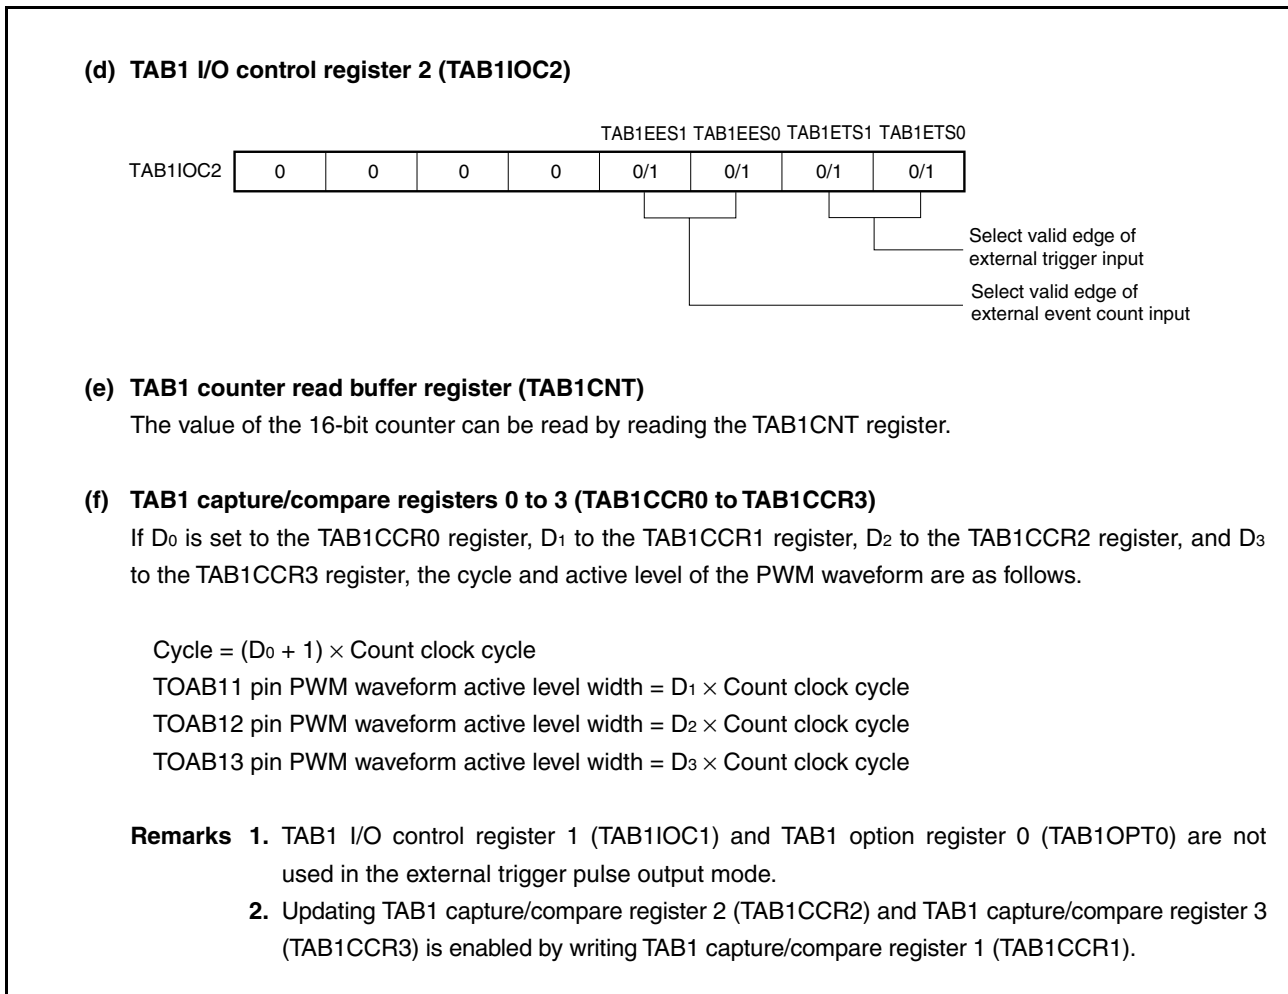 (d) TAB1 I/O control register 2 (TAB1IOC2)
TAB1EES1 TAB1EES0 TAB1ETS1 TAB1ETS0
TAB1IOC2 0 0 0 0 0/1 0/1 0/1 0/1
Select valid edge of
external trigger input
Select valid edge of
external event count input
(e) TAB1 counter read buffer register (TAB1CNT)
The value of the 16-bit counter can be read by reading the TAB1CNT register.
(f) TAB1 capture/compare registers 0 to 3 (TAB1CCR0 to TAB1CCR3)
If D0 is set to the TAB1CCR0 register, D1 to the TAB1CCR1 register, D2 to the TAB1CCR2 register, and D3
to the TAB1CCR3 register, the cycle and active level of the PWM waveform are as follows.
Cycle = (D0 + 1) × Count clock cycle
TOAB11 pin PWM waveform active level width = D1 × Count clock cycle
TOAB12 pin PWM waveform active level width = D2 × Count clock cycle
TOAB13 pin PWM waveform active level width = D3 × Count clock cycle
Remarks 1. TAB1 I/O control register 1 (TAB1IOC1) and TAB1 option register 0 (TAB1OPT0) are not
used in the external trigger pulse output mode.
2. Updating TAB1 capture/compare register 2 (TAB1CCR2) and TAB1 capture/compare register 3
(TAB1CCR3) is enabled by writing TAB1 capture/compare register 1 (TAB1CCR1).